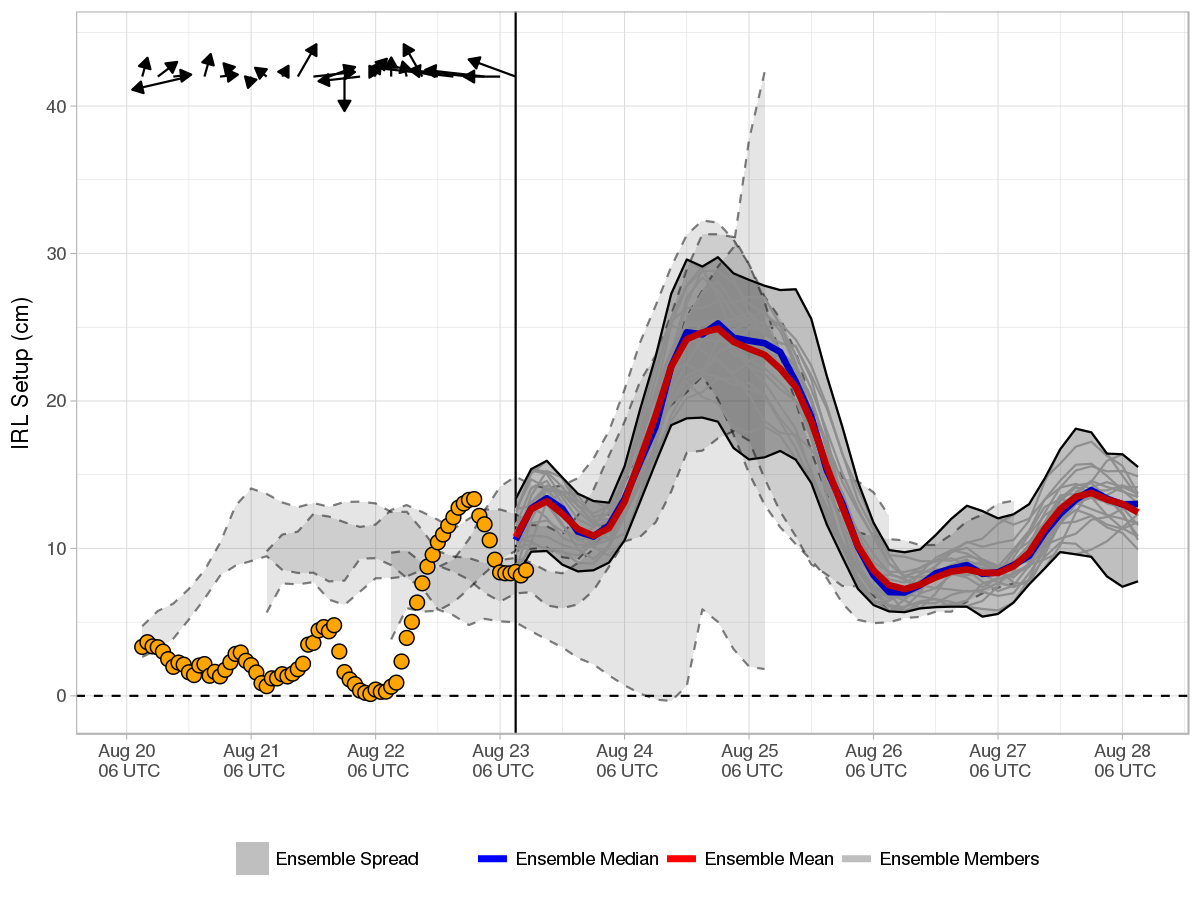 IRL Setup (cm)
40
30
20
10
0
Aug 20 Aug 21 Aug 22 Aug 23 Aug 24 Aug 25 Aug 26 Aug 27 Aug 28
06 UTC 06 UTC 06 UTC 06 UTC 06 UTC 06 UTC 06 UTC 06 UTC 06 UTC
Ensemble Spread Ensemble Median Ensemble Mean Ensemble Members